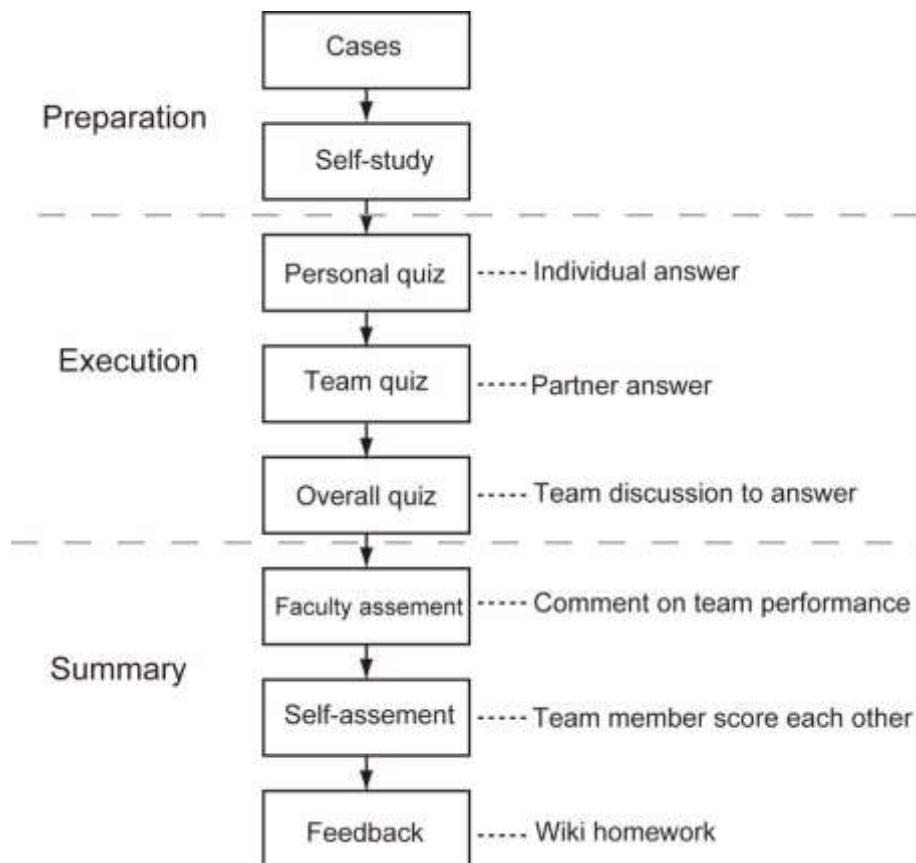 Cases
Preparation
Self-study
Personal quiz
Individual answer
Execution
Team quiz
Partner answer
Overall quiz
Team discussion to answer
Faculty assement
Comment on team performance
Summary
Self-assement
Team member score each other
Feedback
Wiki homework